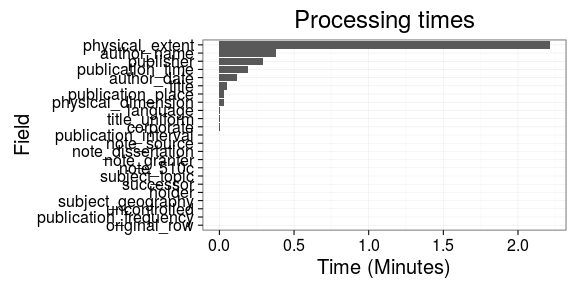 Processing times
physical_extent
author_name
publisher
publication_time
author_date
title
publication_place
physical_dimension
language
title_uniform
corporate
publication_interval
note_source
note_dissertation
note_granter
note_510c
subject_topic
successor
holder
subject_geography
uncontrolled
publication_frequency
original_row
Field
0.0 0.5 1.0 1.5 2.0
Time (Minutes)